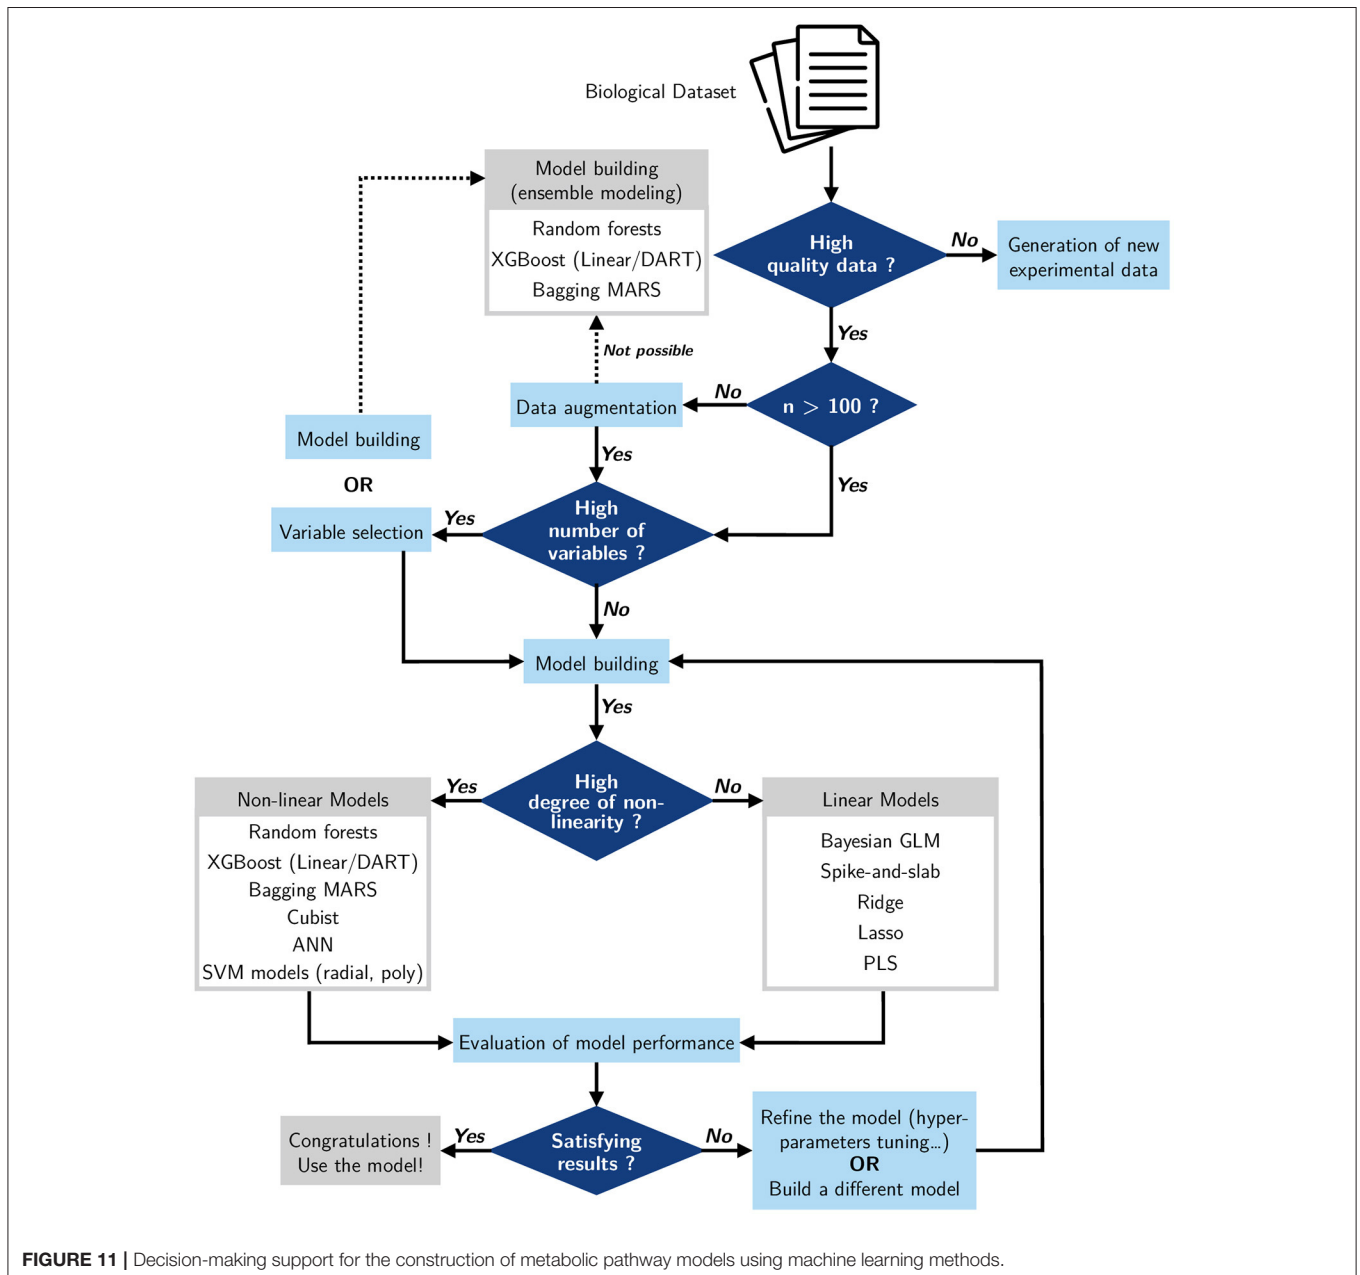 Biological Dataset
Model building
(ensemble modeling)
Random forests
XGBoost (Linear/DART)
Bagging MARS
High
quality data ?
No
Generation of new
experimental data
Yes
Not possible
n > 100 ?
No
Data augmentation
Yes
Yes
Model building
OR
Variable selection
Yes
High
number of
variables ?
No
Model building
Yes
High
degree of non-
linearity ?
Yes
No
Non-linear Models
Random forests
XGBoost (Linear/DART)
Bagging MARS
Cubist
ANN
SVM models (radial, poly)
Linear Models
Bayesian GLM
Spike-and-slab
Ridge
Lasso
PLS
Evaluation of model performance
Satisfying
results ?
Yes
No
Congratulations !
Use the model!
Refine the model (hyper-
parameters tuning...)
OR
Build a different model
FIGURE 11 | Decision-making support for the construction of metabolic pathway models using machine learning methods.